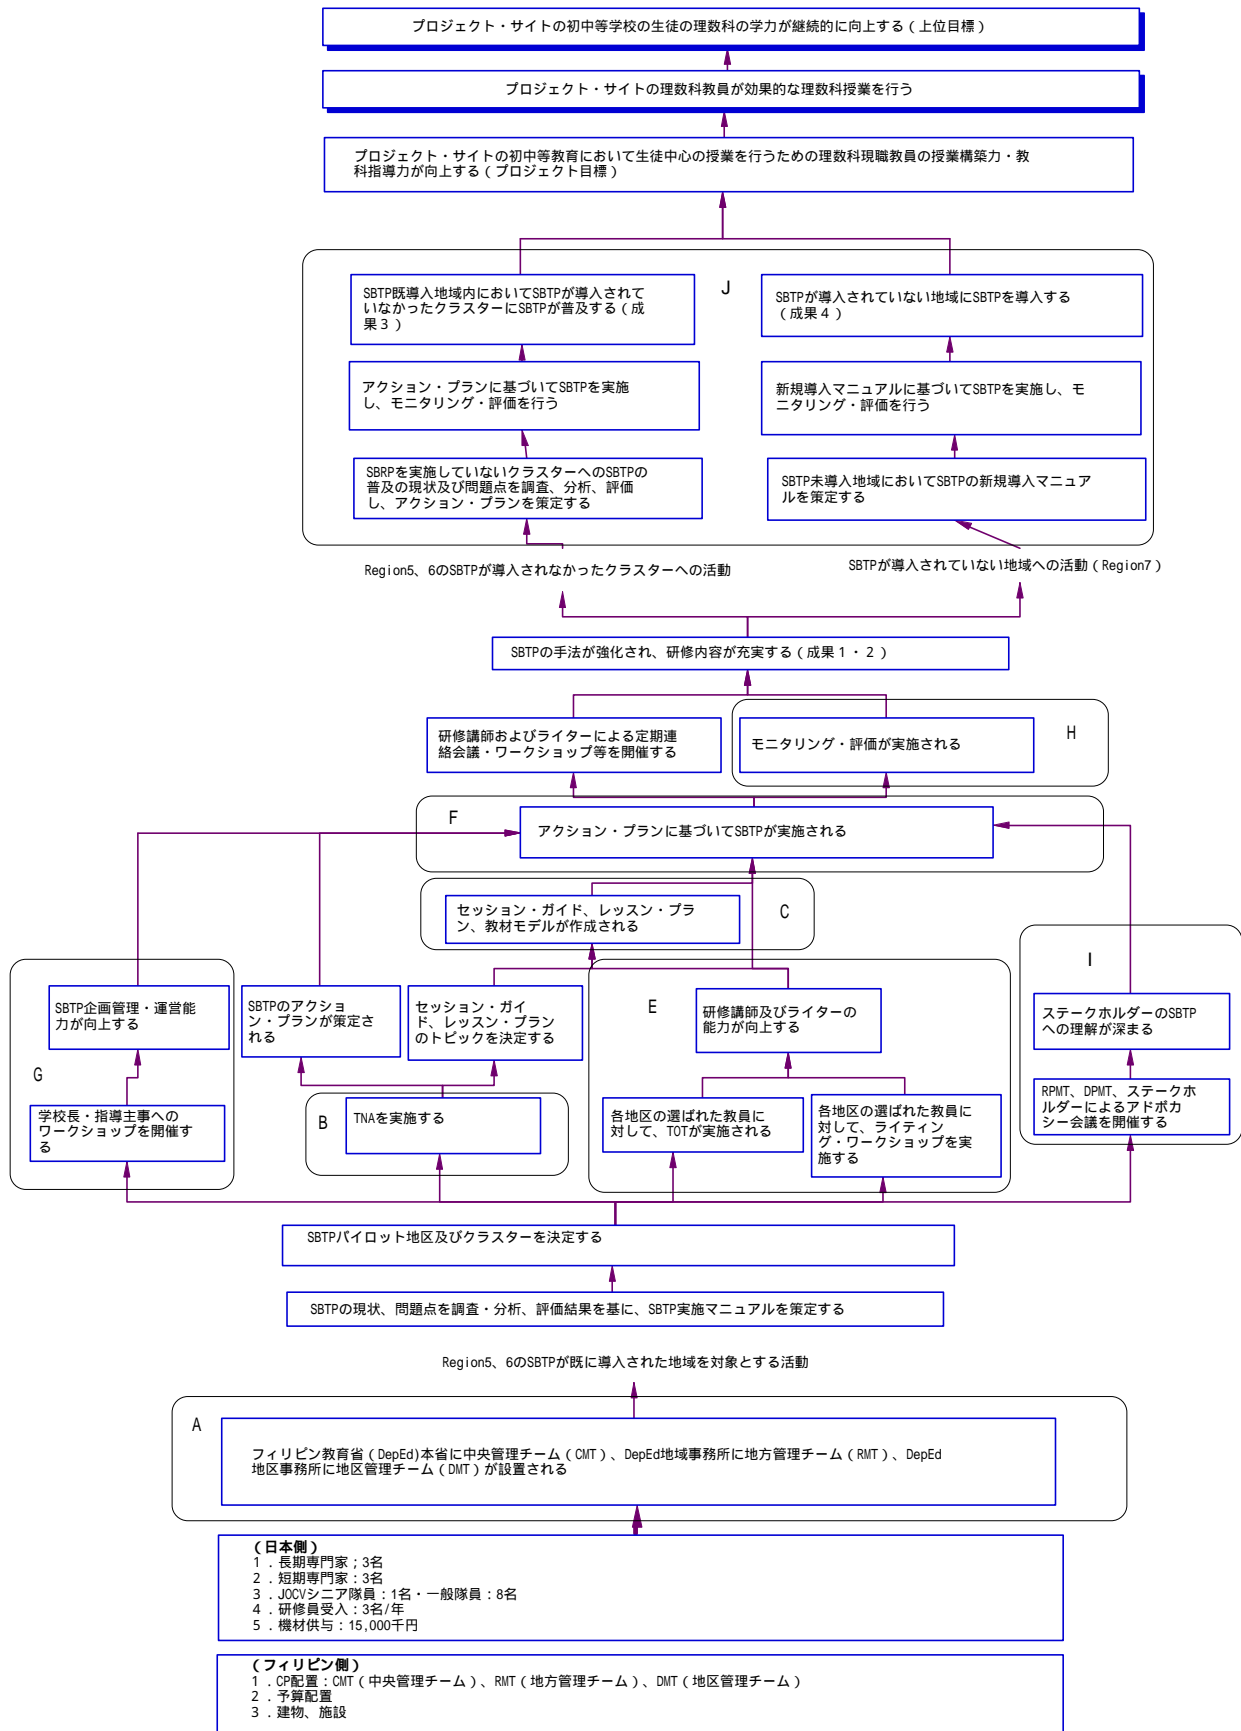 プロジェクト・サイトの初中等学校の生徒の理数科の学力が継続的に向上する(上位目標)
プロジェクト・サイトの理数科教員が効果的な理数科授業を行う
プロジェクト・サイトの初中等教育において生徒中心の授業を行うための理数科現職教員の授業構築力・教
科指導力が向上する(プロジェクト目標)
J
SBTP既導入地域内においてSBTPが導入されて
いなかったクラスターにSBTPが普及する(成
果3)
SBTPが導入されていない地域にSBTPを導入する
(成果4)
アクション・プランに基づいてSBTPを実施
し、モニタリング・評価を行う
新規導入マニュアルに基づいてSBTPを実施し、モ
ニタリング・評価を行う
SBRPを実施していないクラスターへのSBTPの
普及の現状及び問題点を調査、分析、評価
し、アクション・プランを策定する
SBTP未導入地域においてSBTPの新規導入マニュア
ルを策定する
Region5、6のSBTPが導入されなかったクラスターへの活動
SBTPが導入されていない地域への活動(Region7)
SBTPの手法が強化され、研修内容が充実する(成果1・2)
研修講師およびライターによる定期連
絡会議・ワークショップ等を開催する
モニタリング・評価が実施される
H
F
アクション・プランに基づいてSBTPが実施される
セッション・ガイド、レッスン・プラ
ン、教材モデルが作成される
C
G
SBTP企画管理・運営能
力が向上する
SBTPのアクショ
ン・プランが策定さ
れる
セッション・ガイ
ド、レッスン・プラン
のトピックを決定する
E
研修講師及びライターの
能力が向上する
I
ステークホルダーのSBTP
への理解が深まる
学校長・指導主事への
ワークショップを開催す
る
B
TNAを実施する
各地区の選ばれた教員に
対して、TOTが実施される
各地区の選ばれた教員に
対して、ライティン
グ・ワークショップを実
施する
RPMT、DPMT、ステークホ
ルダーによるアドボカ
シー会議を開催する
SBTPパイロット地区及びクラスターを決定する
SBTPの現状、問題点を調査・分析、評価結果を基に、SBTP実施マニュアルを策定する
Region5、6のSBTPが既に導入された地域を対象とする活動
A
フィリピン教育省(DepEd)本省に中央管理チーム(CMT)、DepEd地域事務所に地方管理チーム(RMT)、DepEd
地区事務所に地区管理チーム(DMT)が設置される
(日本側)
1.長期専門家;3名
2.短期専門家:3名
3.JOCVシニア隊員:1名・一般隊員:8名
4.研修員受入:3名/年
5.機材供与:15,000千円
(フィリピン側)
1.CP配置:CMT(中央管理チーム)、RMT(地方管理チーム)、DMT(地区管理チーム)
2.予算配置
3.建物、施設